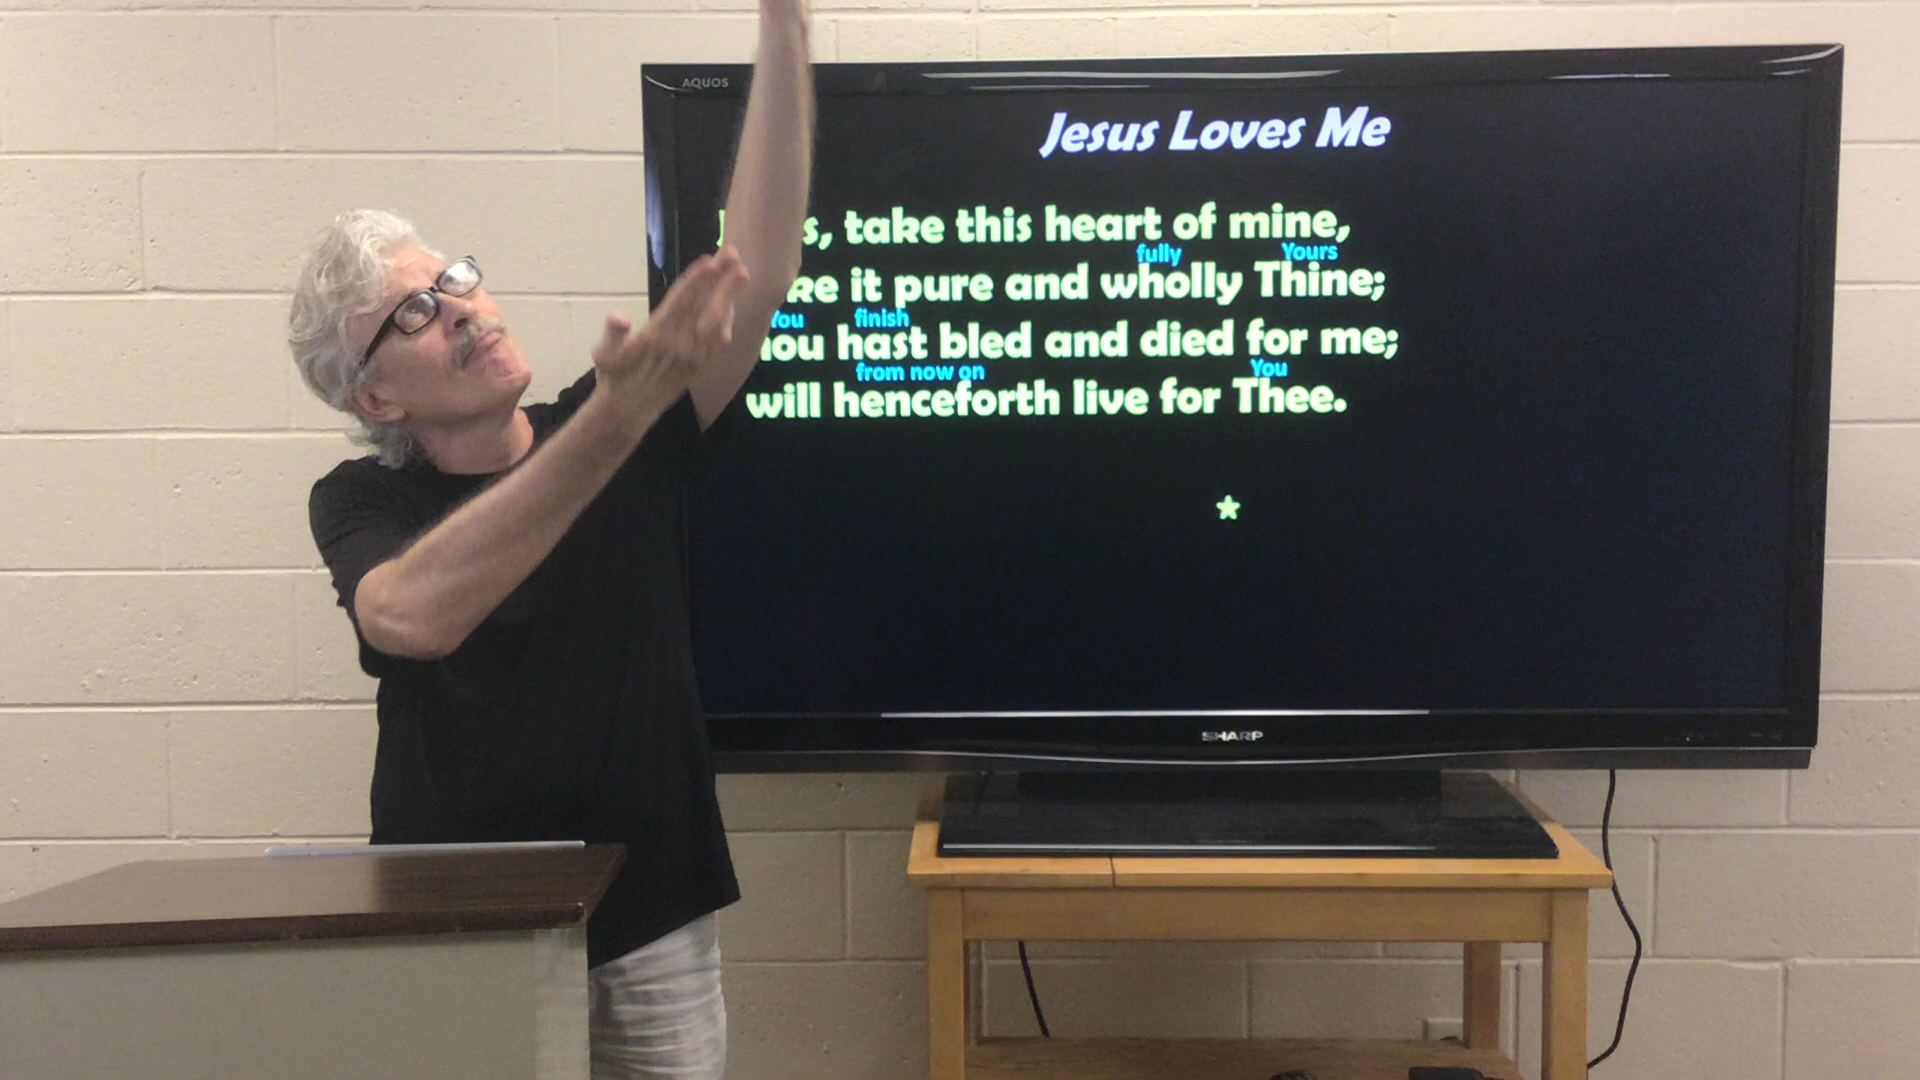 AQUOS
Jesus Loves Me
take this heart of mine,
fully Yours
it pure and wholly Thine;
You finish
hast bled and died for me;
from now on You
will henceforth live for Thee.
SHARP